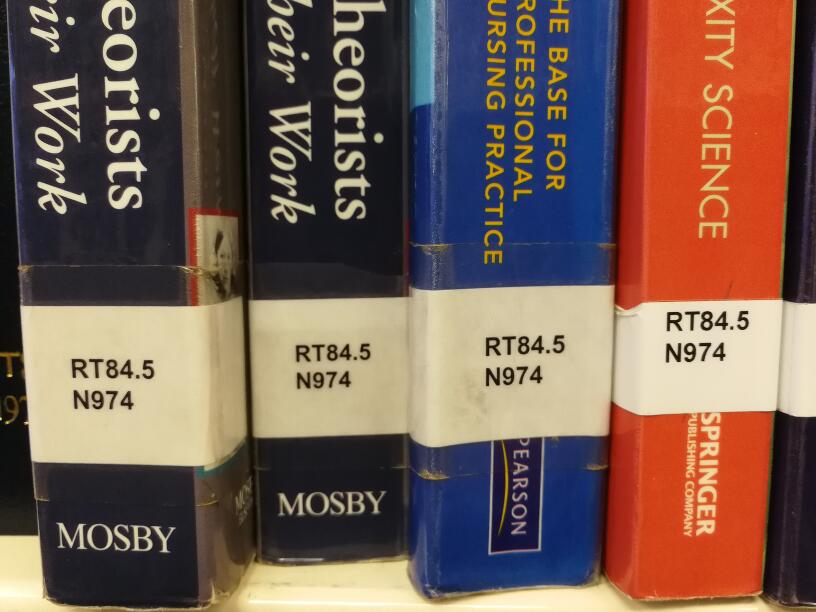 heorists
eir Work
RT84.5
N974
MOSBY
heorists
heir Work
RT84.5
N974
MOSBY
HE BASE FOR
ROFESSIONAL
URSING PRACTICE
RT84.5
N974
PEARSON
XITY SCIENCE
RT84.5
N974
SPRINGER
PUBLISHING COMPANY